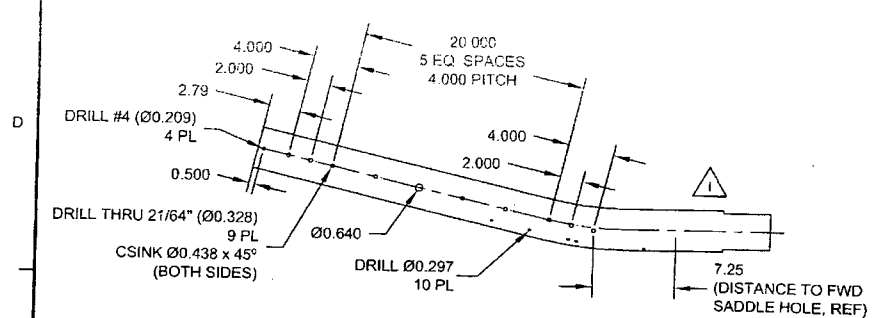 20 000
5 EQ. SPACES
4.000 PITCH
4.000
2.000
2.79
D
DRILL #4 (Ø0.209)
4 PL
4.000
2.000
0.500
1
DRILL THRU 21/64" (Ø0.328)
9 PL
CSINK Ø0.438 x 45º
(BOTH SIDES)
Ø0.640
DRILL Ø0.297
10 PL
7.25
(DISTANCE TO FWD
SADDLE HOLE, REF)